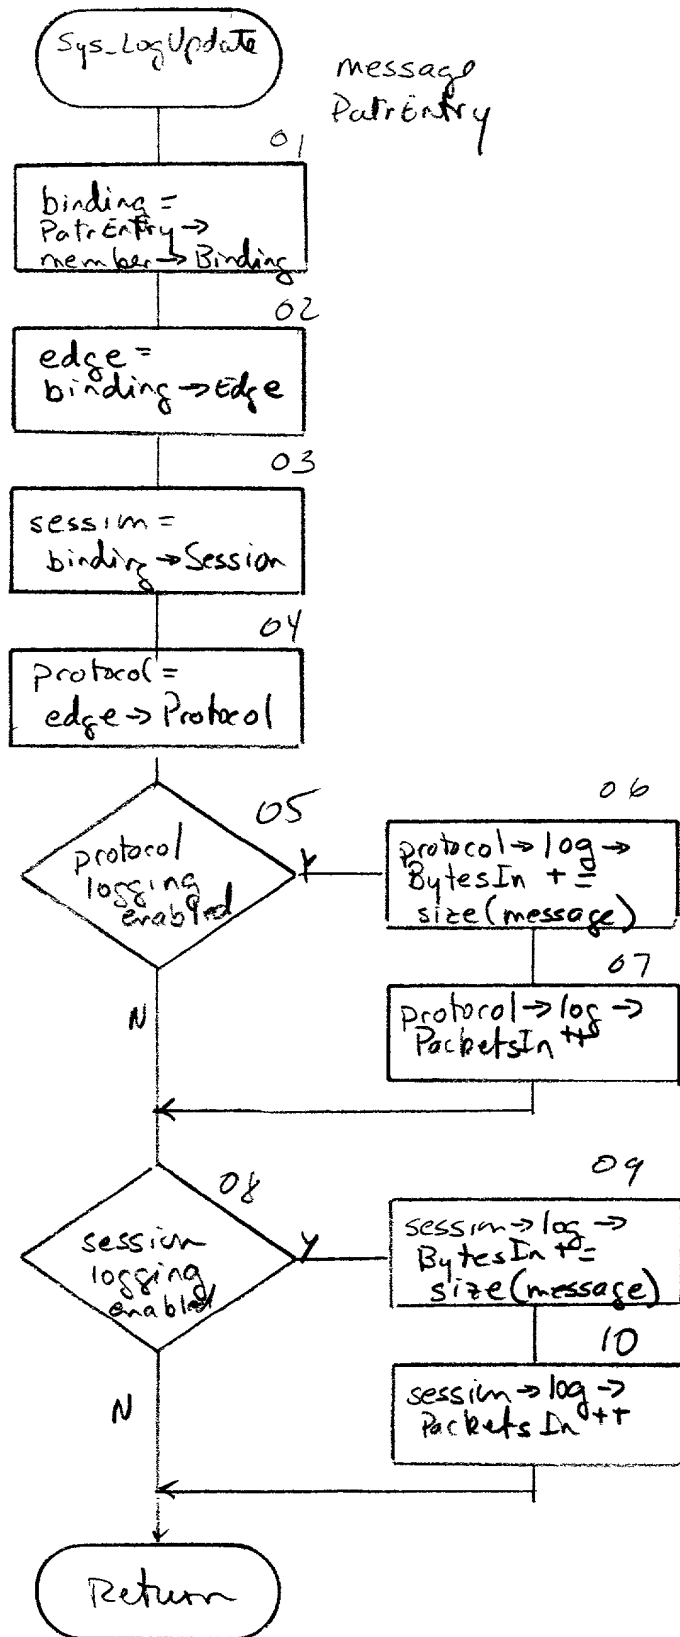 Sys_LogUpdate
message
PatrEntry
01
binding =
PatrEntry →
member → Binding
02
edge =
binding → Edge
03
session =
binding → Session
04
protocol =
edge → Protocol
05
protocol
logging
enabled
Y
N
06
protocol → log →
BytesIn + =
size (message)
07
protocol → log →
PacketsIn ++
08
session
logging
enabled
Y
N
09
session → log →
BytesIn + =
size (message)
10
session → log →
PacketsIn ++
Return